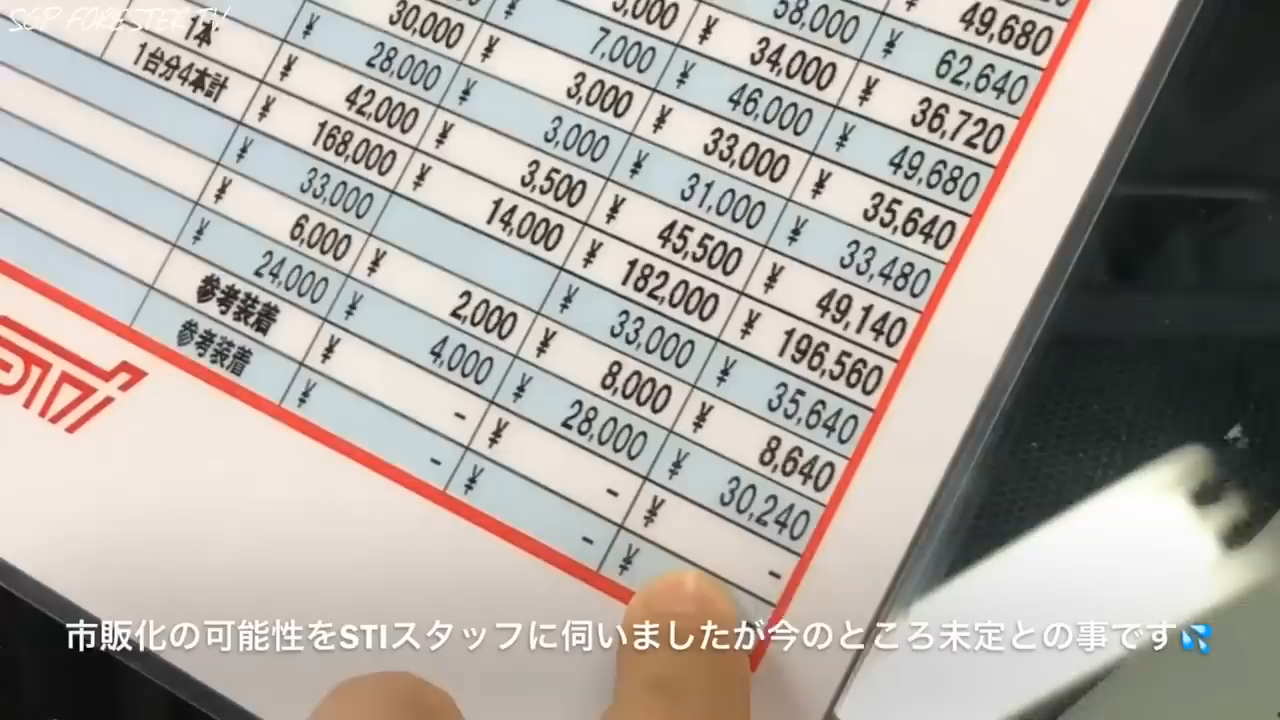 SGP FORESTER TV
¥ 49,680
58,000 ¥ 62,640
¥ 34,000 ¥ 36,720
¥ 7,000 ¥ 46,000 ¥ 49,680
¥ 30,000 ¥ 3,000 ¥ 33,000 ¥ 35,640
¥ 28,000 ¥ 3,000 ¥ 31,000 ¥ 33,480
1本 ¥ 42,000 ¥ 3,500 ¥ 45,500 ¥ 49,140
1台分4本計 ¥ 168,000 ¥ 14,000 ¥ 182,000 ¥ 196,560
¥ 33,000 ¥ 33,000 ¥ 35,640
¥ 6,000 ¥ 2,000 ¥ 8,000 ¥ 8,640
¥ 24,000 ¥ 4,000 ¥ 28,000 ¥ 30,240
参考装着 ¥ - ¥ - ¥ -
参考装着 ¥ - ¥ - ¥
STI
市販化の可能性をSTIスタッフに伺いましたが今のところ未定との事です💦